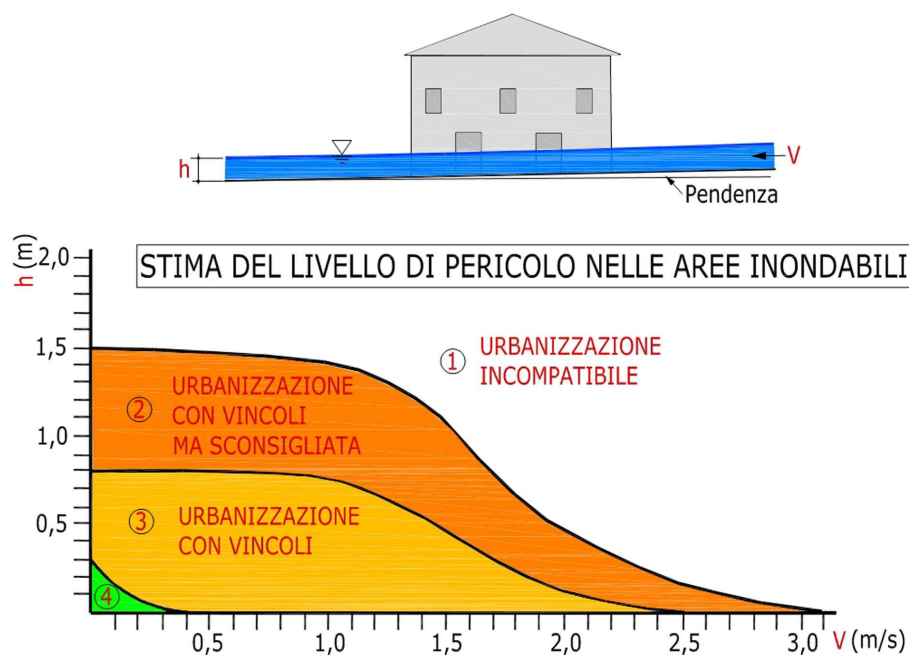 h
V
Pendenza
h (m)
STIMA DEL LIVELLO DI PERICOLO NELLE AREE INONDABILI
2,0
1,5
1,0
0,5
1 URBANIZZAZIONE
INCOMPATIBILE
2 URBANIZZAZIONE
CON VINCOLI
MA SCONSIGLIATA
3 URBANIZZAZIONE
CON VINCOLI
4
0,5 1,0 1,5 2,0 2,5 3,0 V (m/s)